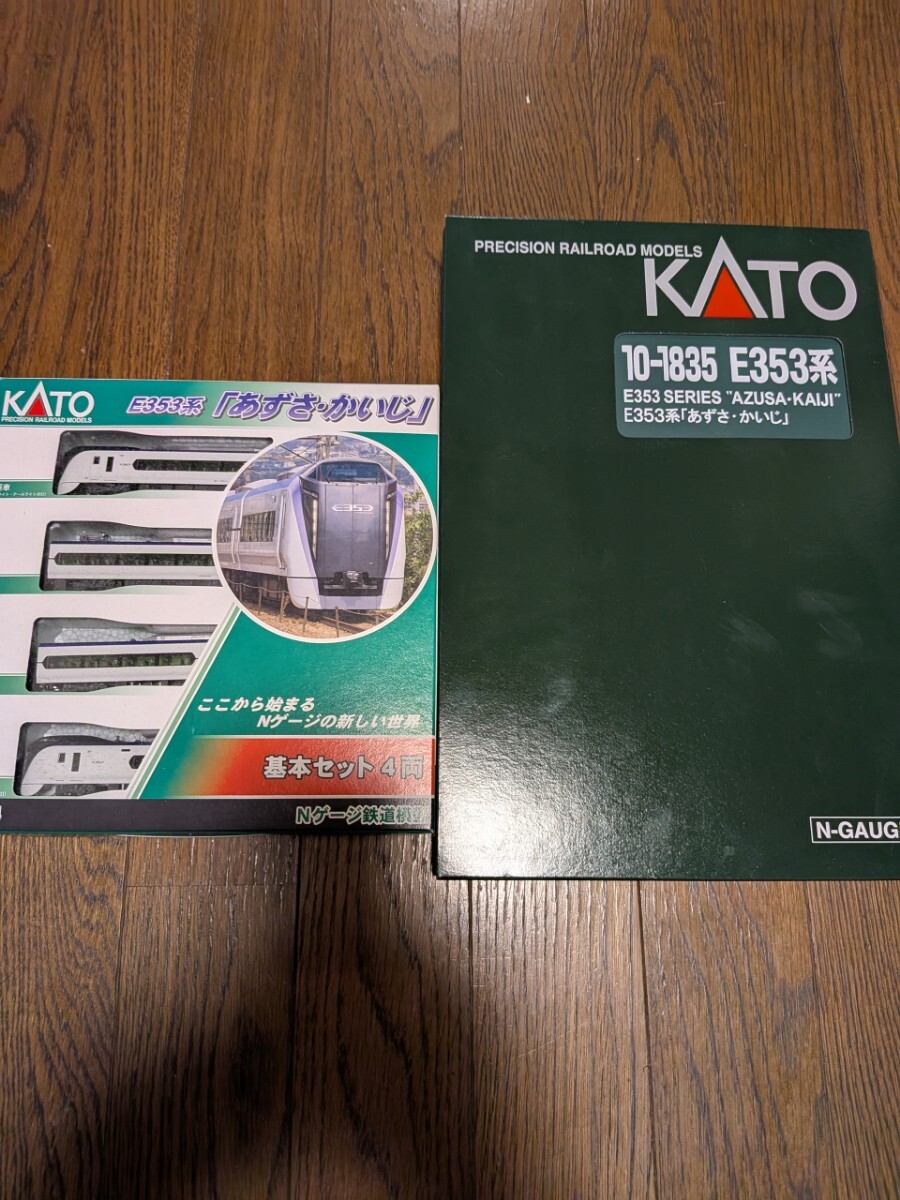 KATO
PRECISION RAILROAD MODELS
E353系「あずさ・かいじ」
E353
ここから始まる
Nゲージの新しい世界
基本セット 4両
Nゲージ鉄道模
PRECISION RAILROAD MODELS
KATO
10-1835 E353系
E353 SERIES "AZUSA・KAIJI"
E353系「あずさ・かいじ」
N-GAUG